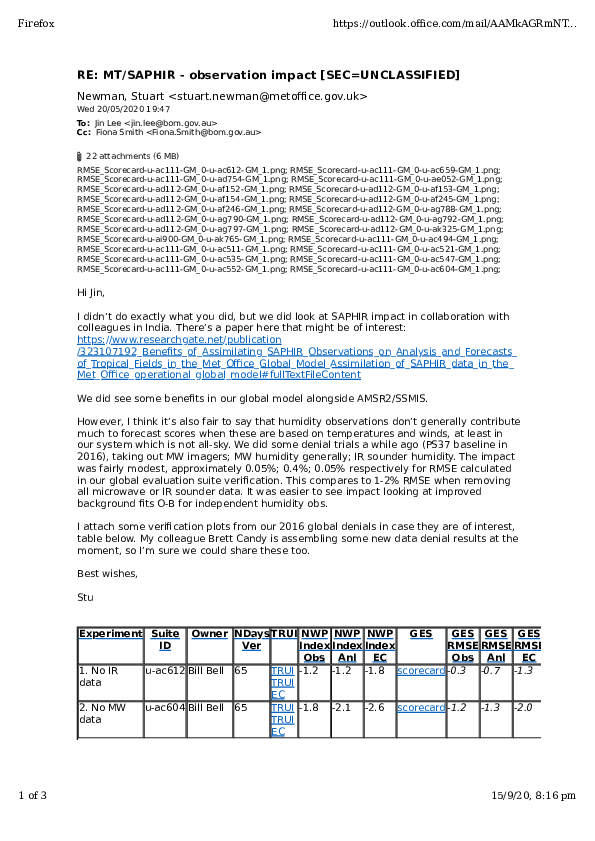 Firefox
https://outlook.office.com/mail/AAMkAGRmNT...
RE: MT/SAPHIR - observation impact [SEC=UNCLASSIFIED]
Newman, Stuart <stuart.newman@metoffice.gov.uk>
Wed 20/05/2020 19:47
To: Jin Lee <jin.lee@bom.gov.au>
Cc: Fiona Smith <Fiona.Smith@bom.gov.au>
22 attachments (6 MB)
RMSE_Scorecard-u-ac111-GM_0-u-ac612-GM_1.png; RMSE_Scorecard-u-ac111-GM_0-u-ac659-GM_1.png;
RMSE_Scorecard-u-ac111-GM_0-u-ad754-GM_1.png; RMSE_Scorecard-u-ac111-GM_0-u-ae052-GM_1.png;
RMSE_Scorecard-u-ad112-GM_0-u-af152-GM_1.png; RMSE_Scorecard-u-ad112-GM_0-u-af153-GM_1.png;
RMSE_Scorecard-u-ad112-GM_0-u-af154-GM_1.png; RMSE_Scorecard-u-ad112-GM_0-u-af245-GM_1.png;
RMSE_Scorecard-u-ad112-GM_0-u-af246-GM_1.png; RMSE_Scorecard-u-ad112-GM_0-u-ag788-GM_1.png;
RMSE_Scorecard-u-ad112-GM_0-u-ag790-GM_1.png; RMSE_Scorecard-u-ad112-GM_0-u-ag792-GM_1.png;
RMSE_Scorecard-u-ad112-GM_0-u-ag797-GM_1.png; RMSE_Scorecard-u-ad112-GM_0-u-ak325-GM_1.png;
RMSE_Scorecard-u-ai900-GM_0-u-ak765-GM_1.png; RMSE_Scorecard-u-ac111-GM_0-u-ac494-GM_1.png;
RMSE_Scorecard-u-ac111-GM_0-u-ac511-GM_1.png; RMSE_Scorecard-u-ac111-GM_0-u-ac521-GM_1.png;
RMSE_Scorecard-u-ac111-GM_0-u-ac535-GM_1.png; RMSE_Scorecard-u-ac111-GM_0-u-ac547-GM_1.png;
RMSE_Scorecard-u-ac111-GM_0-u-ac552-GM_1.png; RMSE_Scorecard-u-ac111-GM_0-u-ac604-GM_1.png;
Hi Jin,
I didn't do exactly what you did, but we did look at SAPHIR impact in collaboration with
colleagues in India. There's a paper here that might be of interest:
https://www.researchgate.net/publication
/323107192_Benefits_of_Assimilating_SAPHIR_Observations_on_Analysis_and_Forecasts_
of_Tropical_Fields_in_the_Met_Office_Global_Model_Assimilation_of_SAPHIR_data_in_the_
Met_Office_operational_global_model#fullTextFileContent
We did see some benefits in our global model alongside AMSR2/SSMIS.
However, I think it's also fair to say that humidity observations don't generally contribute
much to forecast scores when these are based on temperatures and winds, at least in
our system which is not all-sky. We did some denial trials a while ago (PS37 baseline in
2016), taking out MW imagers; MW humidity generally; IR sounder humidity. The impact
was fairly modest, approximately 0.05%; 0.4%; 0.05% respectively for RMSE calculated
in our global evaluation suite verification. This compares to 1-2% RMSE when removing
all microwave or IR sounder data. It was easier to see impact looking at improved
background fits O-B for independent humidity obs.
I attach some verification plots from our 2016 global denials in case they are of interest,
table below. My colleague Brett Candy is assembling some new data denial results at the
moment, so I'm sure we could share these too.
Best wishes,
Stu
Experiment Suite ID Owner NDays Ver TRUI NWP Index Obs NWP Index Anl NWP Index EC GES GES RMSE Obs GES RMSE Anl GES RMSE EC
1. No IR data u-ac612 Bill Bell 65 TRUI TRUI EC -1.2 -1.2 -1.8 scorecard -0.3 -0.7 -1.3
2. No MW data u-ac604 Bill Bell 65 TRUI TRUI EC -1.8 -2.1 -2.6 scorecard -1.2 -1.3 -2.0
1 of 3
15/9/20, 8:16 pm